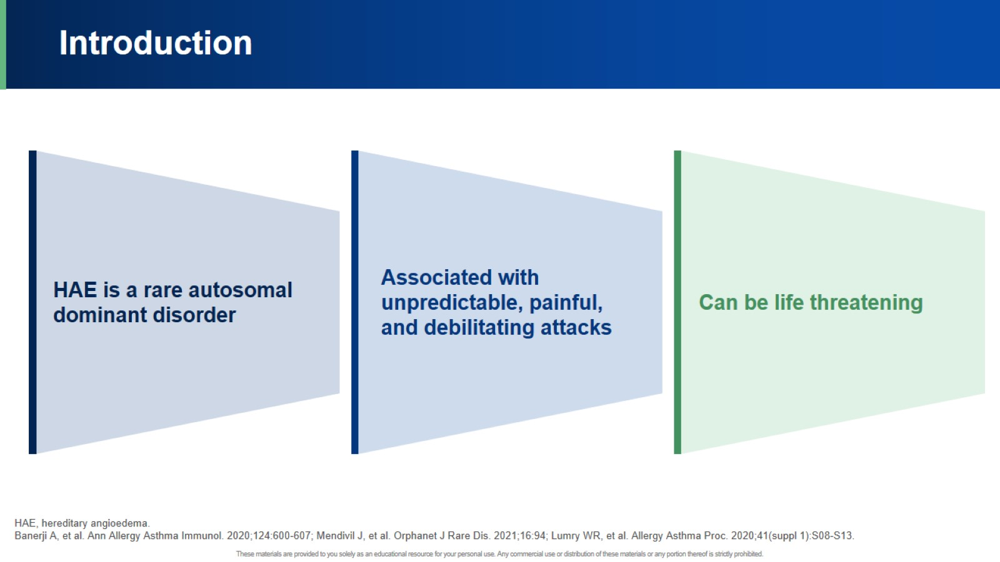 Introduction
HAE is a rare autosomal
dominant disorder
Associated with
unpredictable, painful,
and debilitating attacks
Can be life threatening
HAE, hereditary angioedema.
Banerji A, et al. Ann Allergy Asthma Immunol. 2020;124:600-607; Mendivil J, et al. Orphanet J Rare Dis. 2021;16:94; Lumry WR, et al. Allergy Asthma Proc. 2020;41(suppl 1):S08-S13.
These materials are provided to you solely as an educational resource for your personal use. Any commercial use or distribution of these materials or any portion thereof is strictly prohibited.